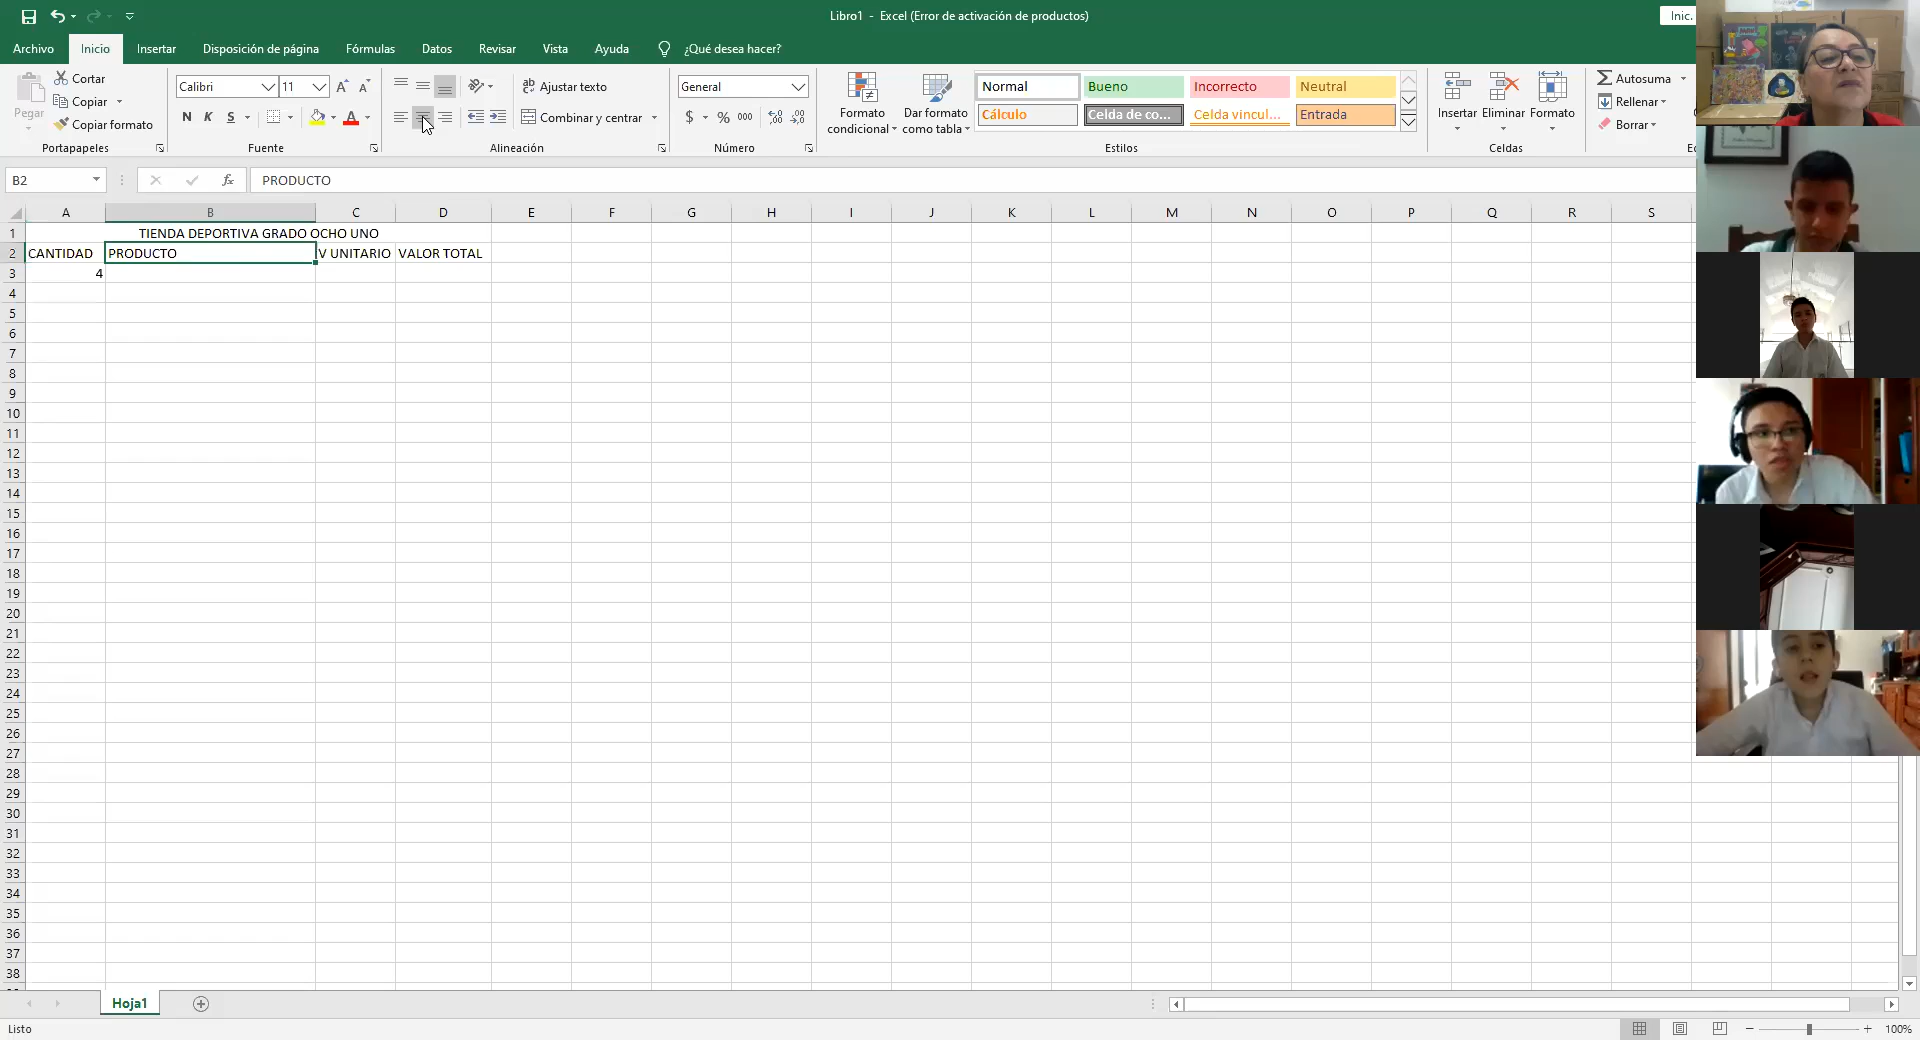 Libro1 - Excel (Error de activación de productos)
Inic.
Archivo Inicio Insertar Disposición de página Fórmulas Datos Revisar Vista Ayuda ¿Qué desea hacer?
Pegar
Cortar
Copiar
Copiar formato
Portapapeles
Calibri 11
N K S
Fuente
Ajustar texto
Combinar y centrar
Alineación
General
$ % 000
Número
Formato condicional
Dar formato como tabla
Normal Bueno Incorrecto Neutral
Cálculo Celda de co... Celda vincul... Entrada
Estilos
Insertar Eliminar Formato
Celdas
Autosuma
Rellenar
Borrar
B2 fx PRODUCTO
A B C D E F G H I J K L M N O P Q R S
1 TIENDA DEPORTIVA GRADO OCHO UNO
2 CANTIDAD PRODUCTO V UNITARIO VALOR TOTAL
3 4
4
5
6
7
8
9
10
11
12
13
14
15
16
17
18
19
20
21
22
23
24
25
26
27
28
29
30
31
32
33
34
35
36
37
38
Hoja1
Listo
100%